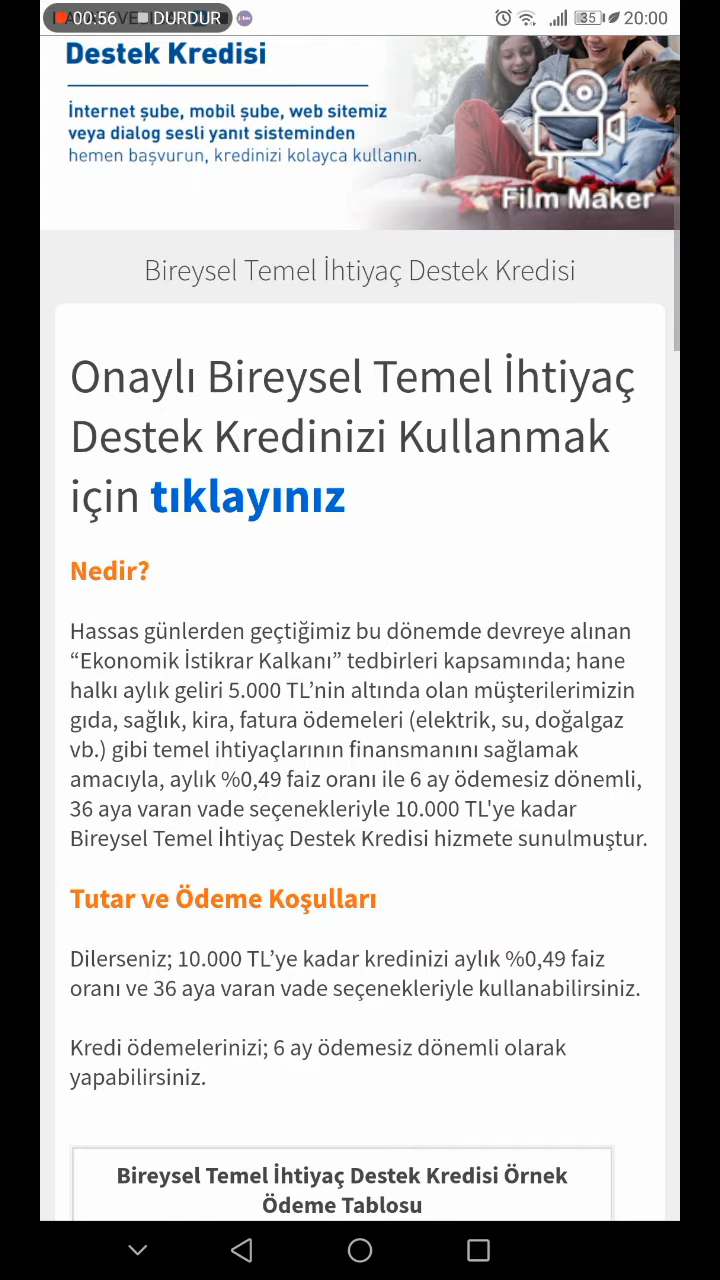 00:56 DURDUR
35 20:00
Destek Kredisi
İnternet şube, mobil şube, web sitemiz
veya dialog sesli yanıt sisteminden
hemen başvurun, kredinizi kolayca kullanın.
Film Maker
Bireysel Temel İhtiyaç Destek Kredisi
Onaylı Bireysel Temel İhtiyaç
Destek Kredinizi Kullanmak
için tıklayınız
Nedir?
Hassas günlerden geçtiğimiz bu dönemde devreye alınan
“Ekonomik İstikrar Kalkanı” tedbirleri kapsamında; hane
halkı aylık geliri 5.000 TL’nin altında olan müşterilerimizin
gıda, sağlık, kira, fatura ödemeleri (elektrik, su, doğalgaz
vb.) gibi temel ihtiyaçlarının finansmanını sağlamak
amacıyla, aylık %0,49 faiz oranı ile 6 ay ödemesiz dönemli,
36 aya varan vade seçenekleriyle 10.000 TL'ye kadar
Bireysel Temel İhtiyaç Destek Kredisi hizmete sunulmuştur.
Tutar ve Ödeme Koşulları
Dilerseniz; 10.000 TL’ye kadar kredinizi aylık %0,49 faiz
oranı ve 36 aya varan vade seçenekleriyle kullanabilirsiniz.
Kredi ödemelerinizi; 6 ay ödemesiz dönemli olarak
yapabilirsiniz.
Bireysel Temel İhtiyaç Destek Kredisi Örnek
Ödeme Tablosu